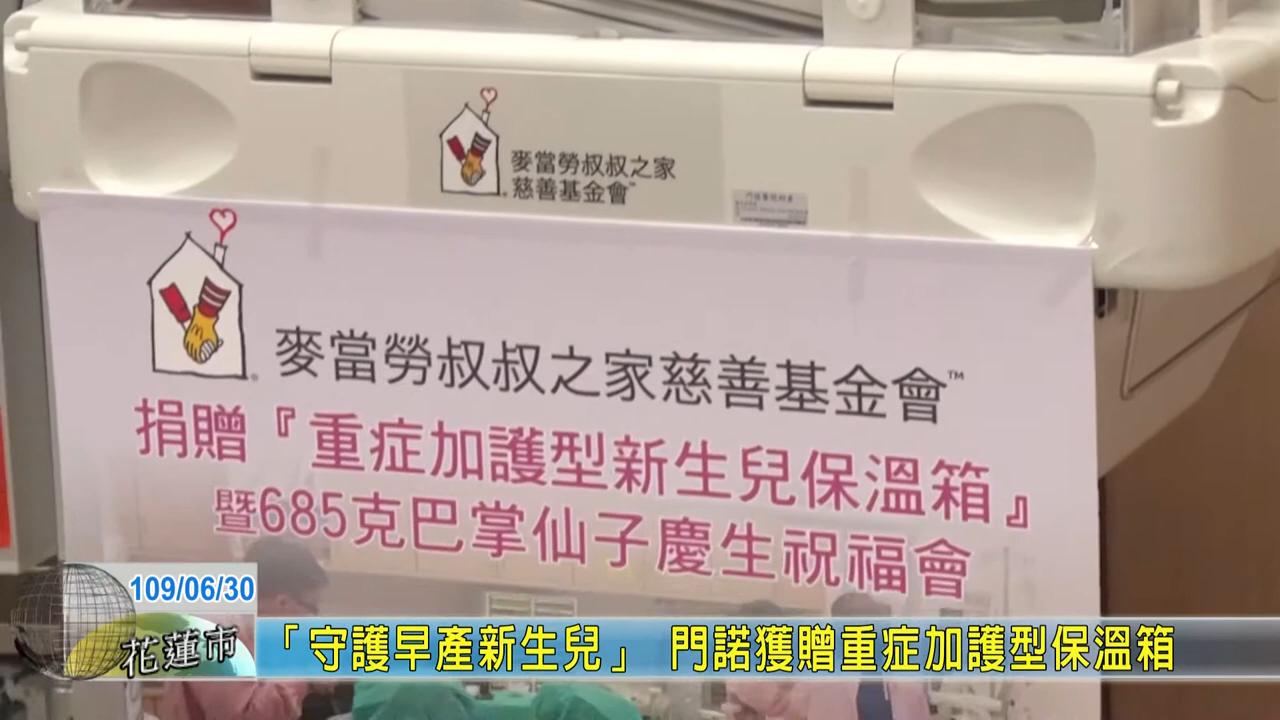 麥當勞叔叔之家
慈善基金會™
麥當勞叔叔之家慈善基金會™
捐贈『重症加護型新生兒保溫箱』
暨685克巴掌仙子慶生祝福會
109/06/30
花蓮市
「守護早產新生兒」 門諾獲贈重症加護型保溫箱